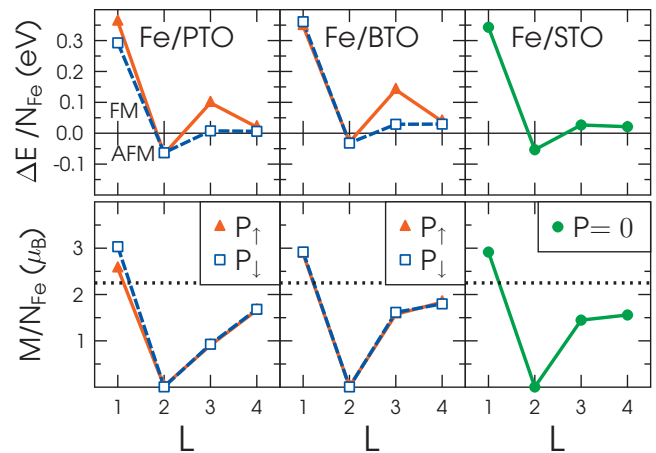 ΔE /N_Fe (eV)
0.3
0.2
0.1
0.0
-0.1
Fe/PTO
FM
AFM
Fe/BTO
Fe/STO
M/N_Fe (μ_B)
3
2
1
P↑
P↓
P↑
P↓
P= 0
1 2 3 4
1 2 3 4
1 2 3 4
L
L
L